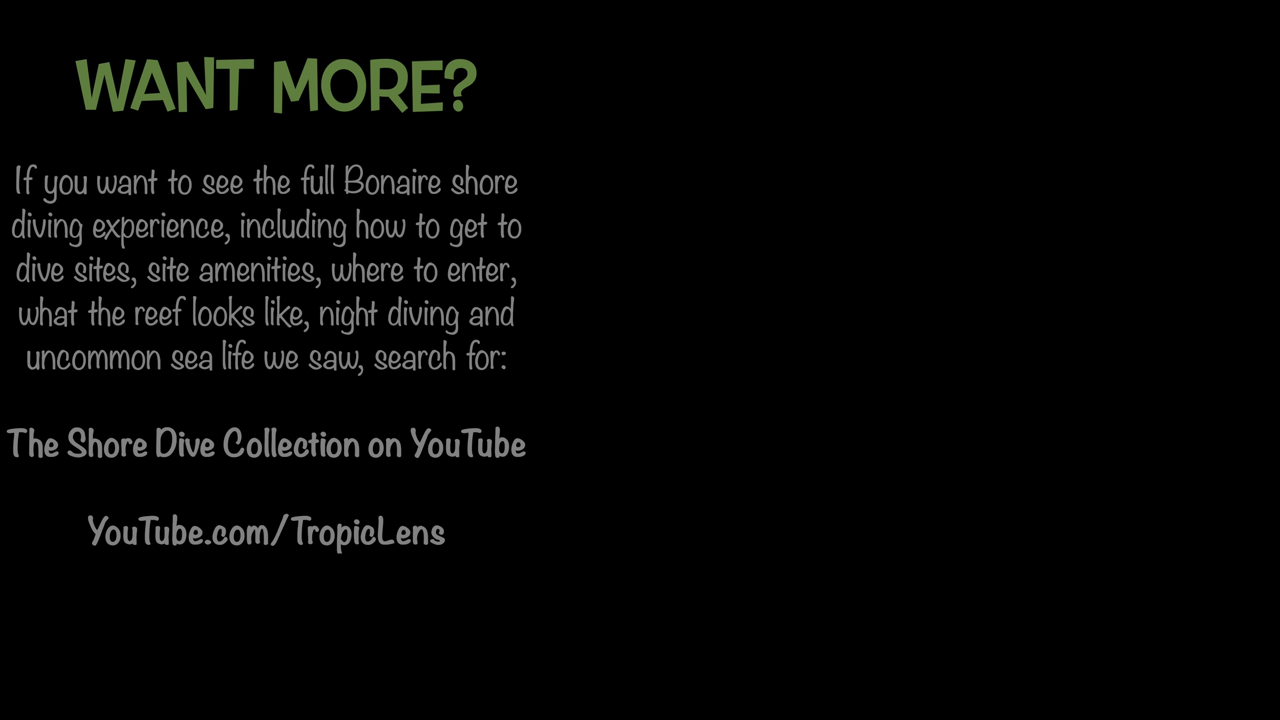 WANT MORE?
If you want to see the full Bonaire shore
diving experience, including how to get to
dive sites, site amenities, where to enter,
what the reef looks like, night diving and
uncommon sea life we saw, search for:
The Shore Dive Collection on YouTube
YouTube.com/TropicLens